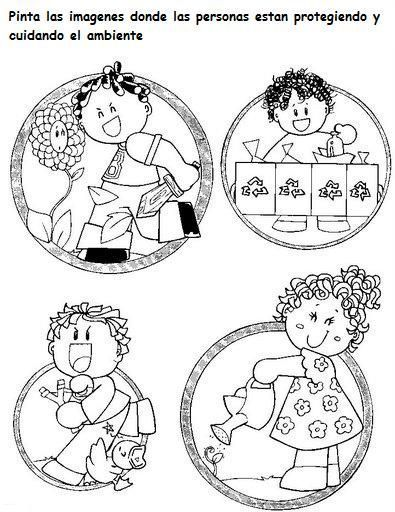 Pinta las imagenes donde las personas estan protegiendo y
cuidando el ambiente